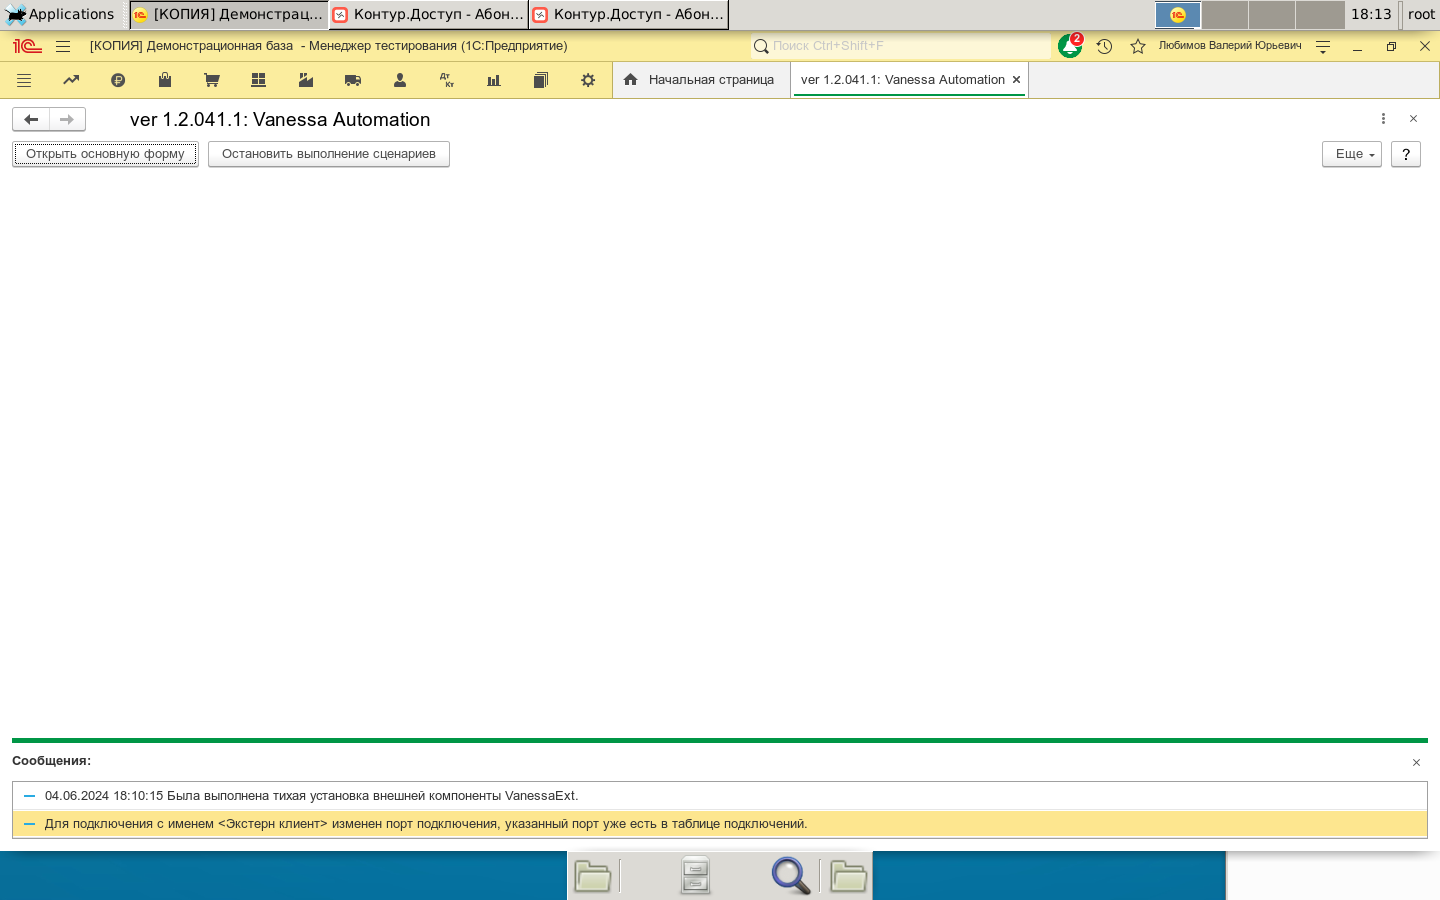 Applications
[КОПИЯ] Демонстрац...
Контур.Доступ - Абон...
Контур.Доступ - Абон...
18:13
root
1С
[КОПИЯ] Демонстрационная база - Менеджер тестирования (1С:Предприятие)
Поиск Ctrl+Shift+F
2
Любимов Валерий Юрьевич
Дт
Кт
Начальная страница
ver 1.2.041.1: Vanessa Automation
ver 1.2.041.1: Vanessa Automation
Открыть основную форму
Остановить выполнение сценариев
Еще
?
Сообщения:
04.06.2024 18:10:15 Была выполнена тихая установка внешней компоненты VanessaExt.
Для подключения с именем <Экстерн клиент> изменен порт подключения, указанный порт уже есть в таблице подключений.